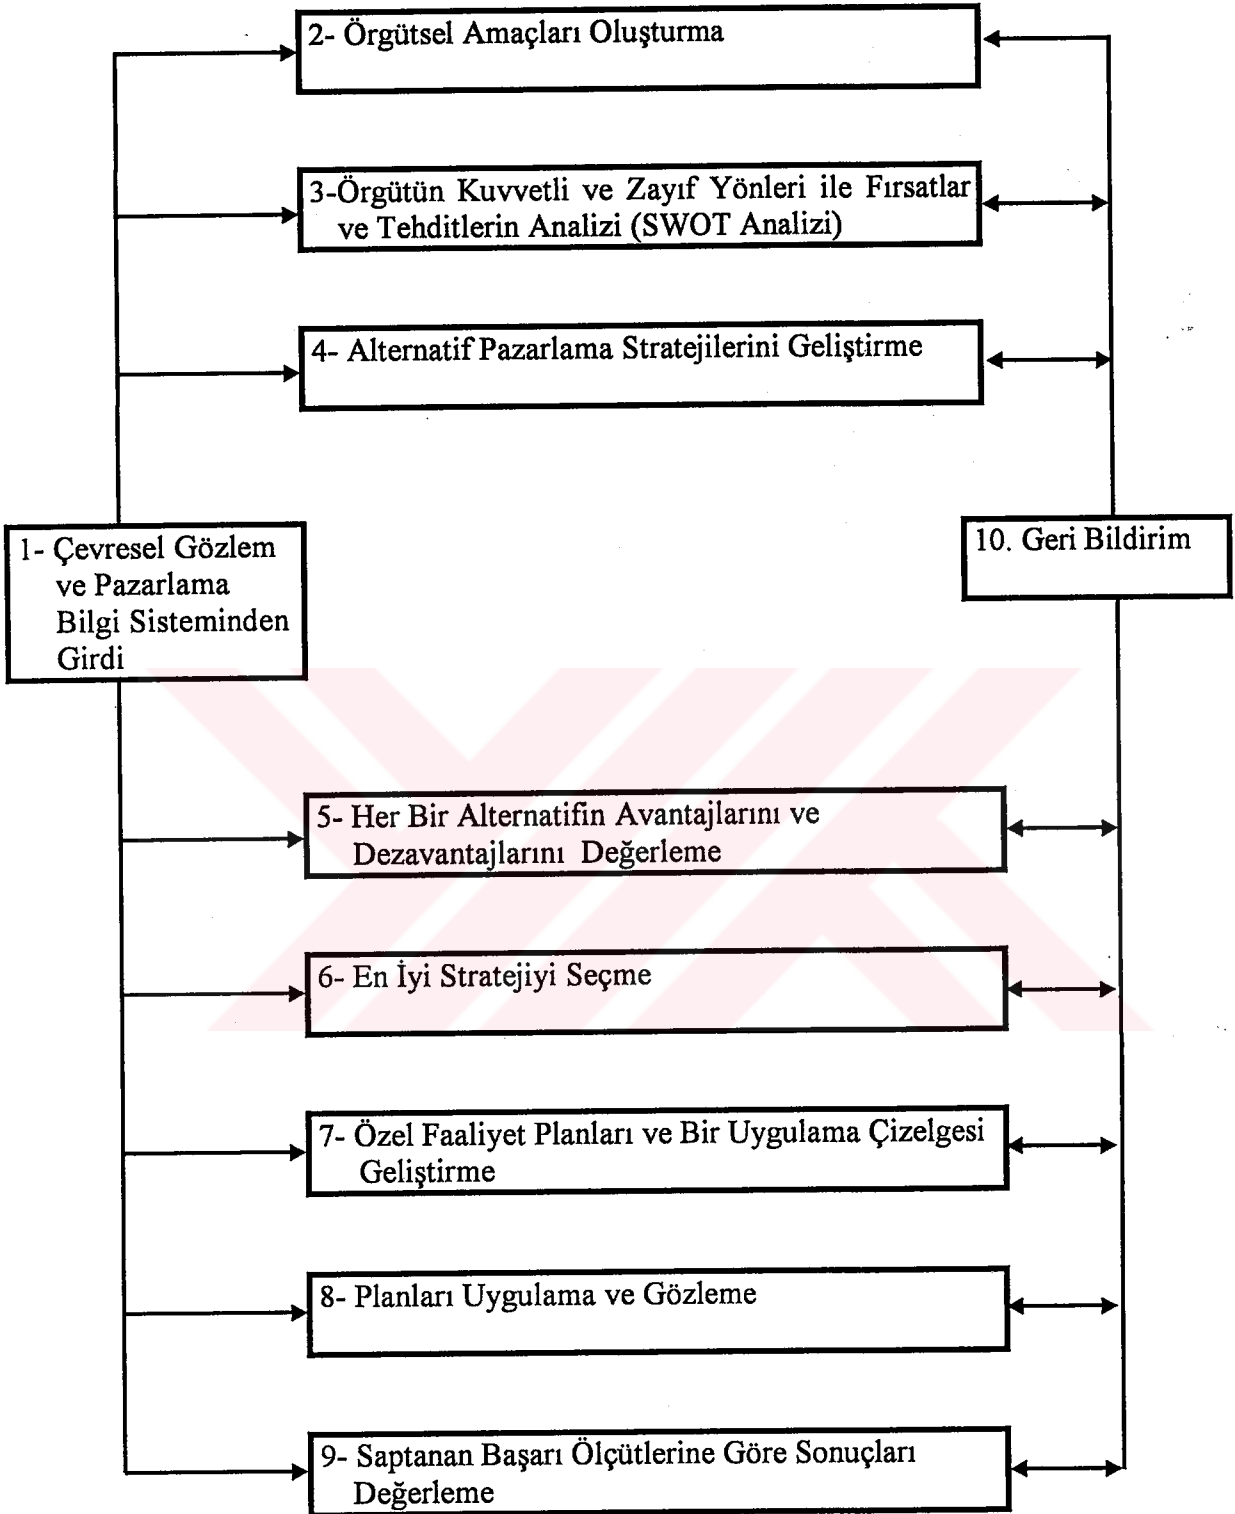 2- Örgütsel Amaçları Oluşturma
3-Örgütün Kuvvetli ve Zayıf Yönleri ile Fırsatlar
ve Tehditlerin Analizi (SWOT Analizi)
4- Alternatif Pazarlama Stratejilerini Geliştirme
1- Çevresel Gözlem
ve Pazarlama
Bilgi Sisteminden
Girdi
10. Geri Bildirim
5- Her Bir Alternatifin Avantajlarını ve
Dezavantajlarını Değerleme
6- En İyi Stratejiyi Seçme
7- Özel Faaliyet Planları ve Bir Uygulama Çizelgesi
Geliştirme
8- Planları Uygulama ve Gözleme
9- Saptanan Başarı Ölçütlerine Göre Sonuçları
Değerleme